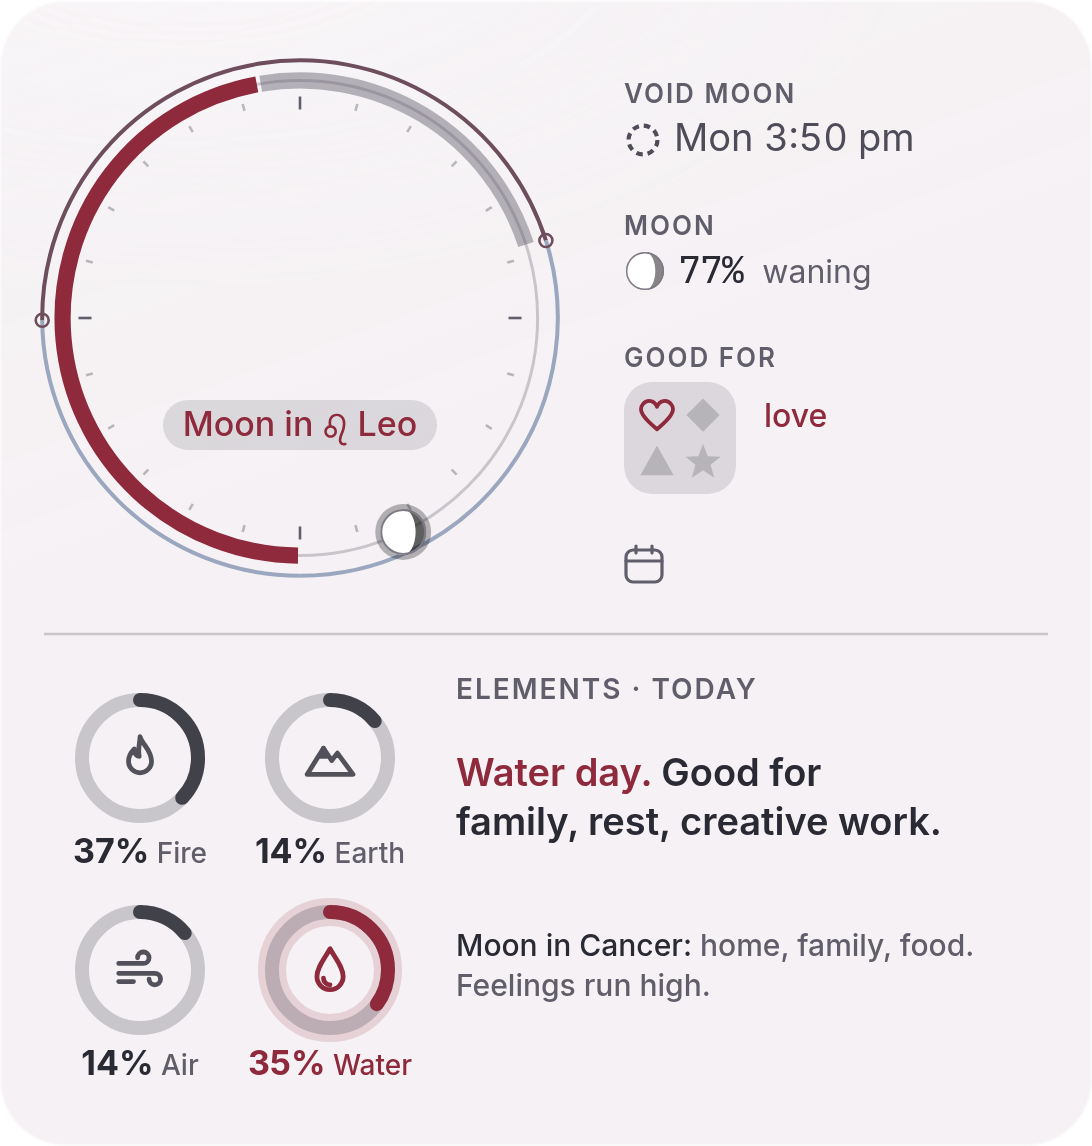 VOID MOON
Mon 3:50 pm
MOON
77% waning
GOOD FOR
love
Moon in ♌ Leo
ELEMENTS · TODAY
Water day. Good for
family, rest, creative work.
37% Fire
14% Earth
Moon in Cancer: home, family, food.
Feelings run high.
14% Air
35% Water